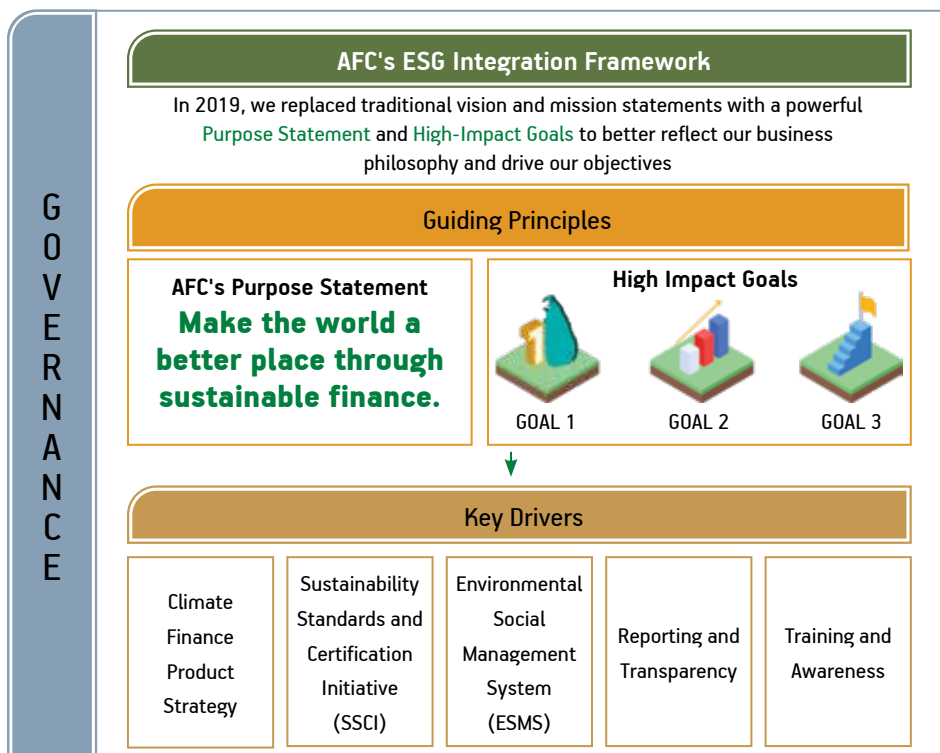 GOVERNANCE
AFC's ESG Integration Framework
In 2019, we replaced traditional vision and mission statements with a powerful
Purpose Statement and High-Impact Goals to better reflect our business
philosophy and drive our objectives
Guiding Principles
AFC's Purpose Statement
Make the world a
better place through
sustainable finance.
High Impact Goals
1
GOAL 1
GOAL 2
GOAL 3
Key Drivers
Climate
Finance
Product
Strategy
Sustainability
Standards and
Certification
Initiative
(SSCI)
Environmental
Social
Management
System
(ESMS)
Reporting and
Transparency
Training and
Awareness